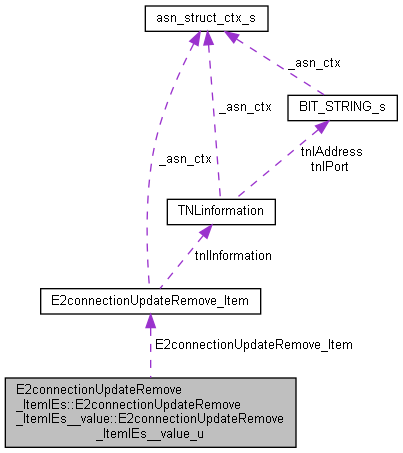 asn_struct_ctx_s
_asn_ctx
BIT_STRING_s
_asn_ctx
_asn_ctx
tnlAddress
tnlPort
TNLinformation
tnlInformation
E2connectionUpdateRemove_Item
E2connectionUpdateRemove_Item
E2connectionUpdateRemove
_ItemIEs::E2connectionUpdateRemove
_ItemIEs__value::E2connectionUpdateRemove
_ItemIEs__value_u